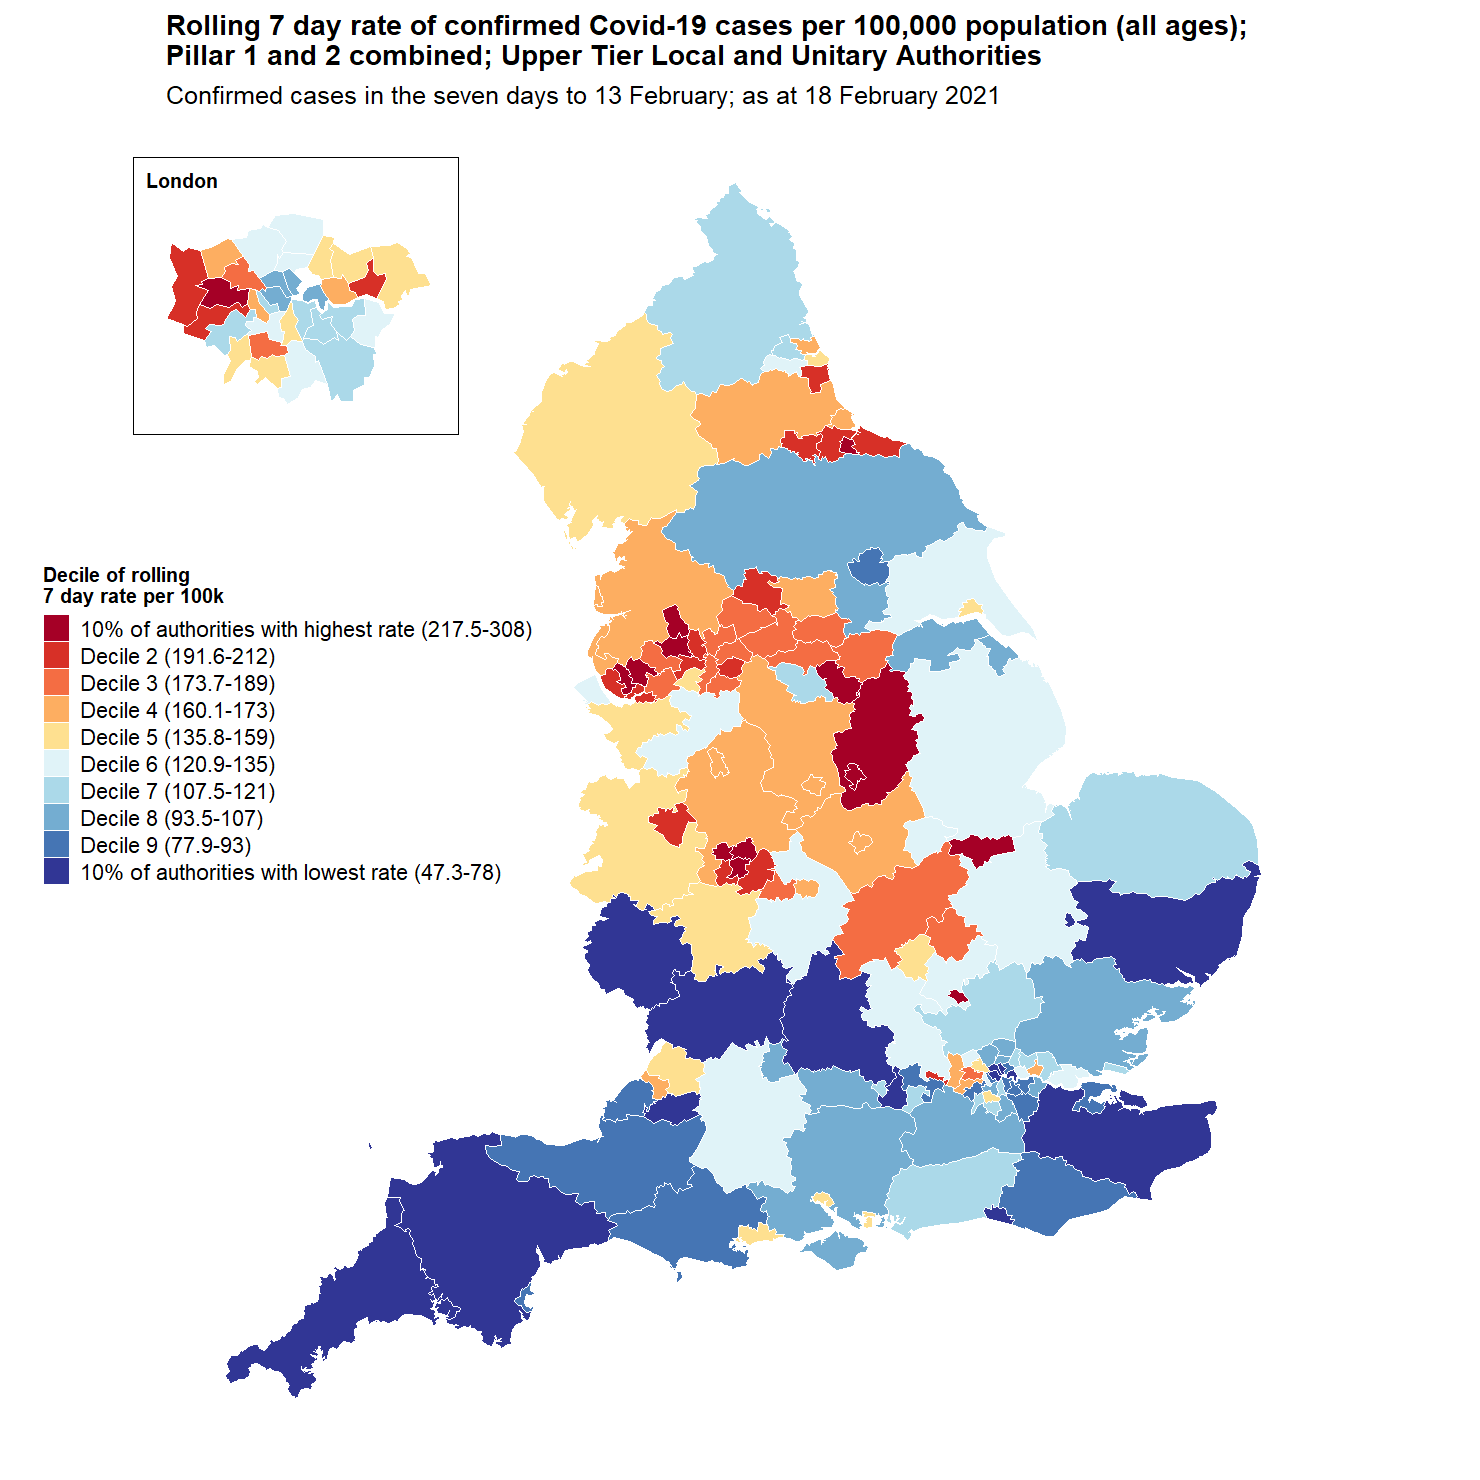 Rolling 7 day rate of confirmed Covid-19 cases per 100,000 population (all ages);
Pillar 1 and 2 combined; Upper Tier Local and Unitary Authorities
Confirmed cases in the seven days to 13 February; as at 18 February 2021
London
Decile of rolling
7 day rate per 100k
10% of authorities with highest rate (217.5-308)
Decile 2 (191.6-212)
Decile 3 (173.7-189)
Decile 4 (160.1-173)
Decile 5 (135.8-159)
Decile 6 (120.9-135)
Decile 7 (107.5-121)
Decile 8 (93.5-107)
Decile 9 (77.9-93)
10% of authorities with lowest rate (47.3-78)